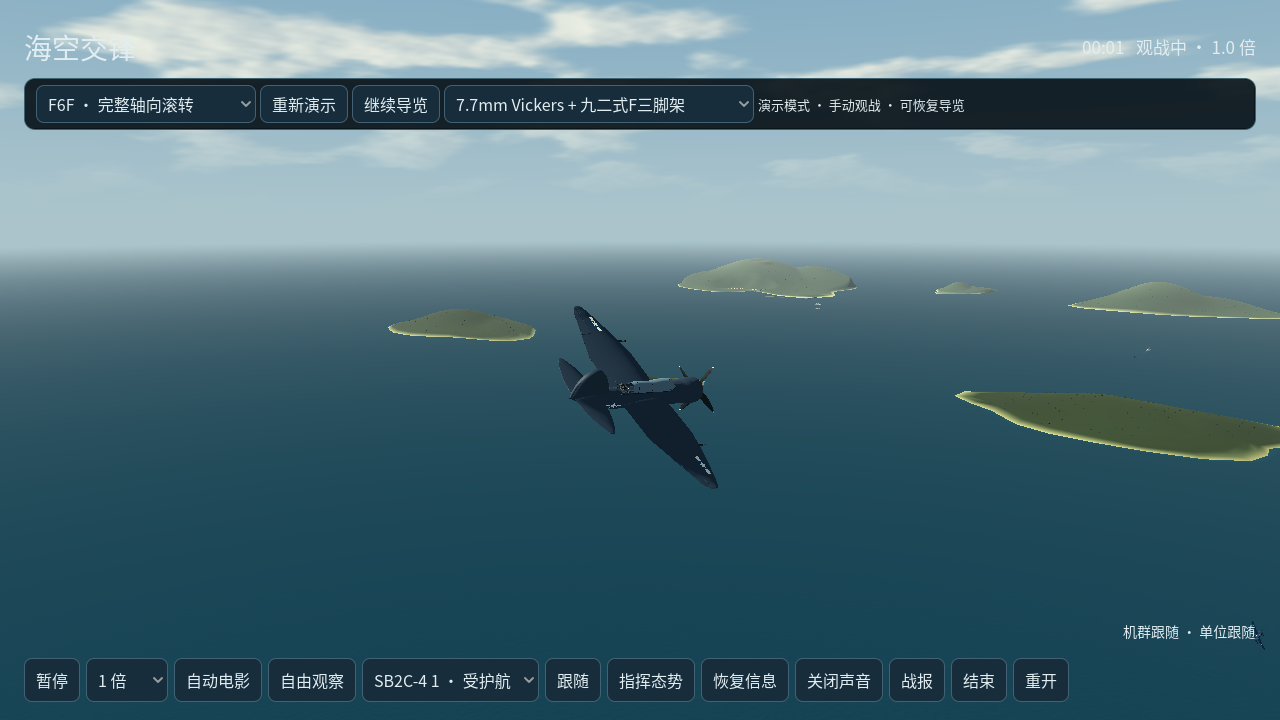 海空交锋
00:01 观战中 · 1.0 倍
F6F · 完整轴向滚转
重新演示
继续导览
7.7mm Vickers + 九二式F三脚架
演示模式 · 手动观战 · 可恢复导览
机群跟随 · 单位跟随
暂停
1 倍
自动电影
自由观察
SB2C-4 1 · 受护航
跟随
指挥态势
恢复信息
关闭声音
战报
结束
重开